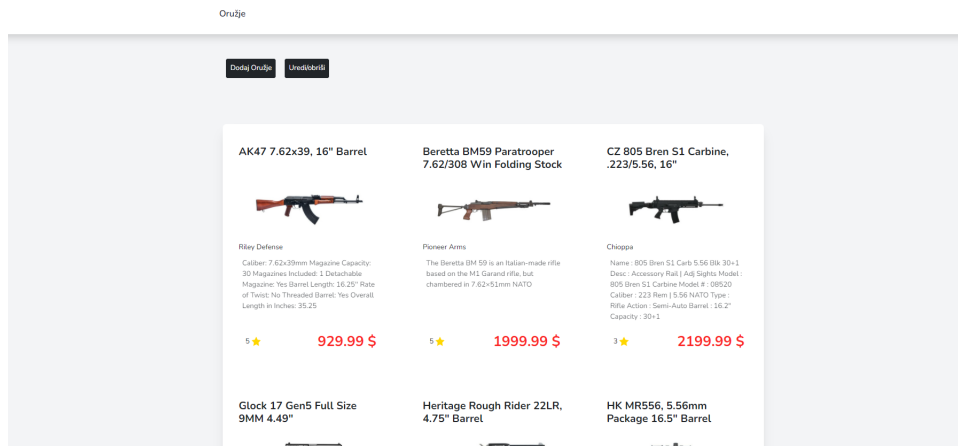 Oružje
Dodaj Oružje Uredi/obriši
AK47 7.62x39, 16" Barrel
Riley Defense
Caliber: 7.62x39mm Magazine Capacity:
30 Magazines Included: 1 Detachable
Magazine: Yes Barrel Length: 16.25" Rate
of Twist: No Threaded Barrel: Yes Overall
Length in Inches: 35.25
5
929.99 $
Beretta BM59 Paratrooper
7.62/308 Win Folding Stock
Pioneer Arms
The Beretta BM 59 is an Italian-made rifle
based on the M1 Garand rifle, but
chambered in 7.62×51mm NATO
5
1999.99 $
CZ 805 Bren S1 Carbine,
.223/5.56, 16"
Chioppa
Name : 805 Bren S1 Carb 5.56 Blk 30+1
Desc : Accessory Rail | Adj Sights Model :
805 Bren S1 Carbine Model # : 08520
Caliber : 223 Rem | 5.56 NATO Type :
Rifle Action : Semi-Auto Barrel : 16.2"
Capacity : 30+1
3
2199.99 $
Glock 17 Gen5 Full Size
9MM 4.49"
Heritage Rough Rider 22LR,
4.75" Barrel
HK MR556, 5.56mm
Package 16.5" Barrel